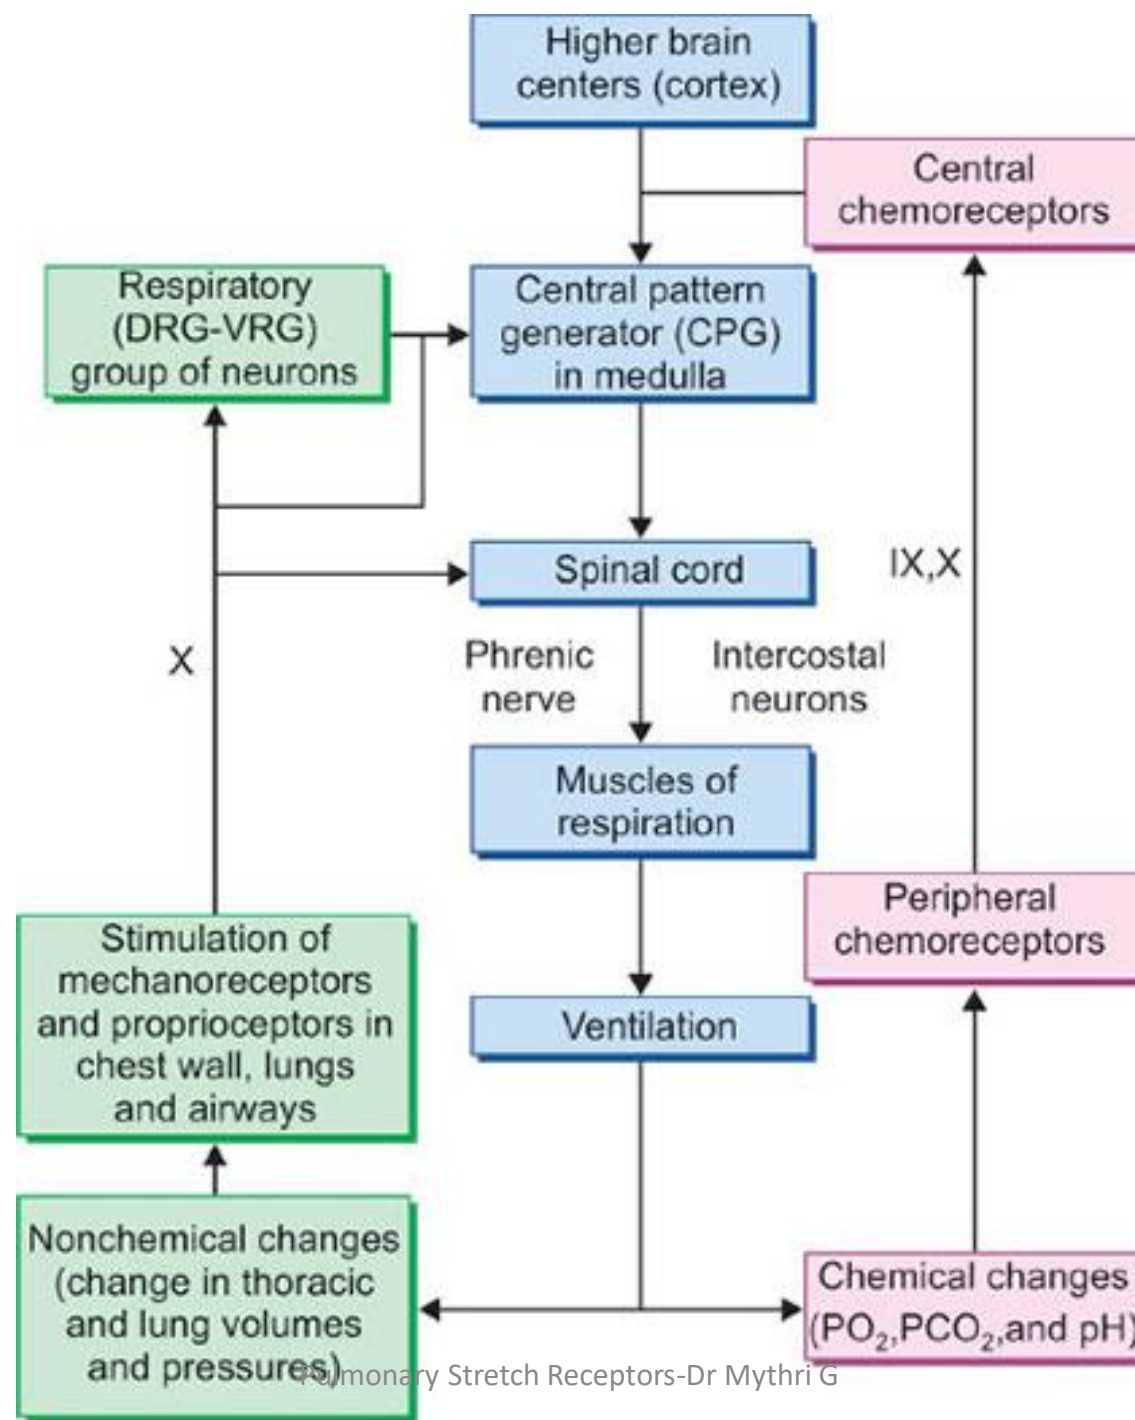 Higher brain
centers (cortex)
Central
chemoreceptors
Respiratory
(DRG-VRG)
group of neurons
Central pattern
generator (CPG)
in medulla
Spinal cord
IX,X
X
Phrenic
nerve
Intercostal
neurons
Muscles of
respiration
Peripheral
chemoreceptors
Stimulation of
mechanoreceptors
and proprioceptors in
chest wall, lungs
and airways
Ventilation
Nonchemical changes
(change in thoracic
and lung volumes
and pressures)
Chemical changes
(PO₂,PCO₂,and pH)
Pulmonary Stretch Receptors-Dr Mythri G